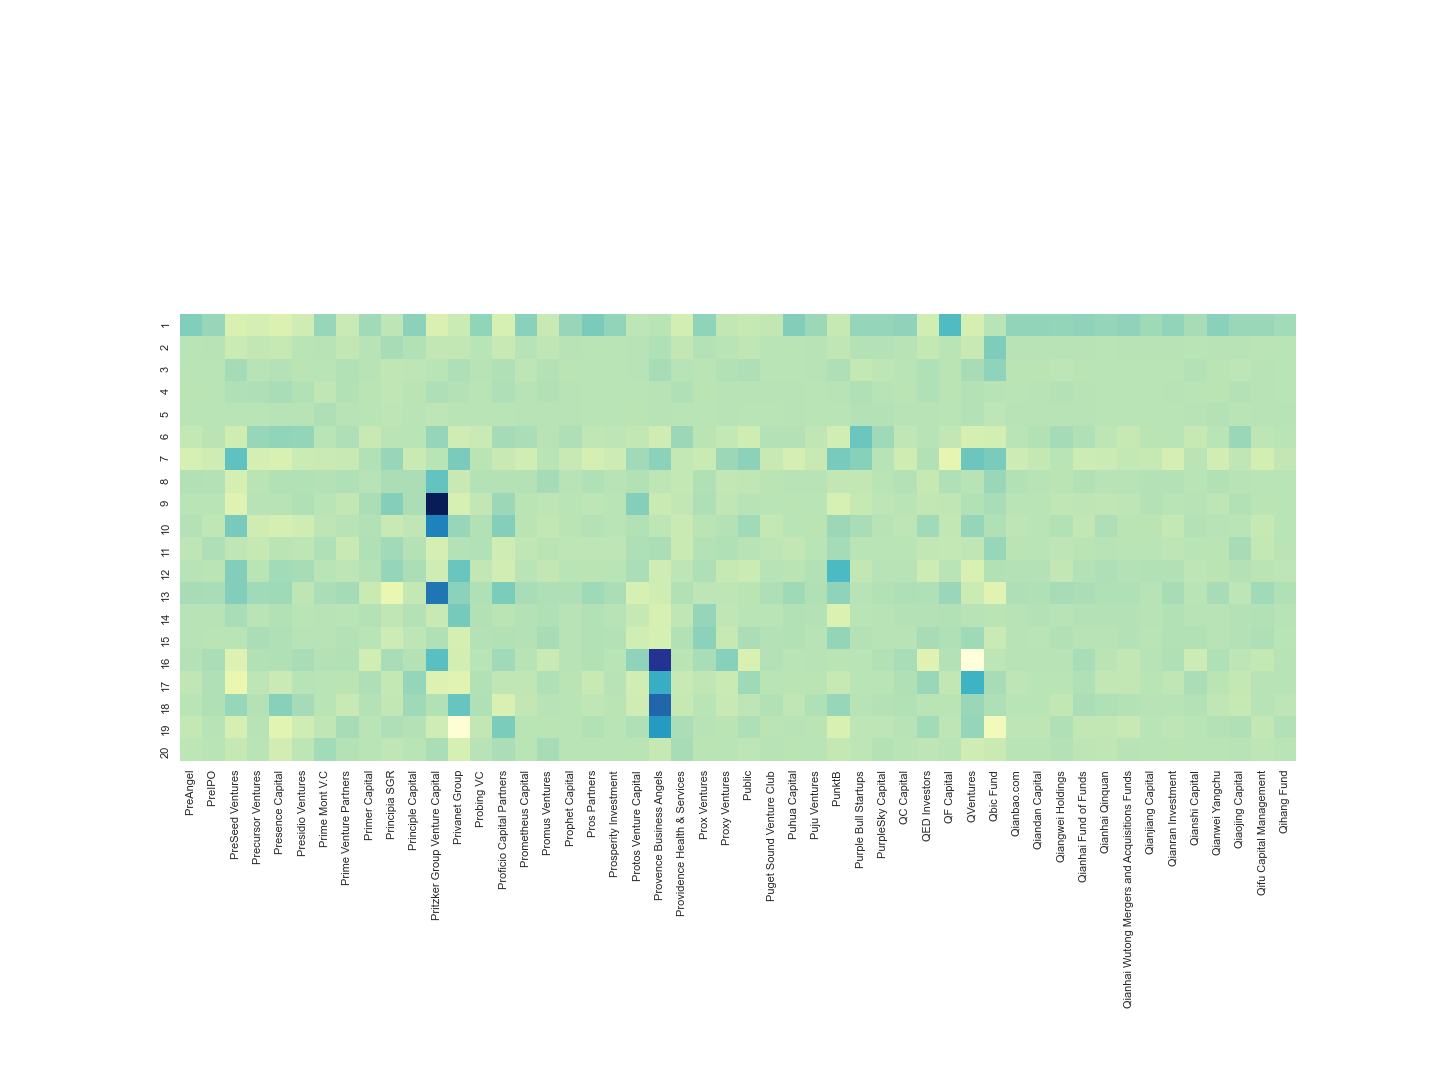 1
2
3
4
5
6
7
8
9
10
11
12
13
14
15
16
17
18
19
20
PreAngel
PreIPO
PreSeed Ventures
Precursor Ventures
Presence Capital
Presidio Ventures
Prime Mont V.C
Prime Venture Partners
Primer Capital
Principia SGR
Principle Capital
Pritzker Group Venture Capital
Privanet Group
Probing VC
Proficio Capital Partners
Prometheus Capital
Promus Ventures
Prophet Capital
Pros Partners
Prosperity Investment
Protos Venture Capital
Provence Business Angels
Providence Health & Services
Prox Ventures
Proxy Ventures
Public
Puget Sound Venture Club
Puhua Capital
Puju Ventures
PunktB
Purple Bull Startups
PurpleSky Capital
QC Capital
QED Investors
QF Capital
QVentures
Qbic Fund
Qianbao.com
Qiandan Capital
Qiangwei Holdings
Qianhai Fund of Funds
Qianhai Qinquan
Qianhai Wutong Mergers and Acquisitions Funds
Qianjiang Capital
Qianran Investment
Qianshi Capital
Qianwei Yangchu
Qiaojing Capital
Qifu Capital Management
Qihang Fund